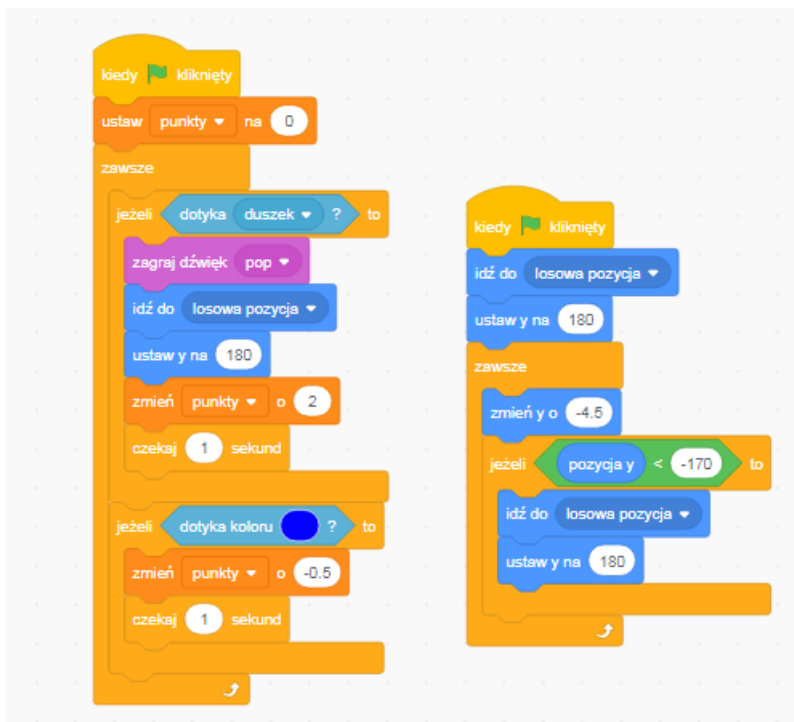 kiedy kliknięty
ustaw punkty na 0
zawsze
jeżeli dotyka duszek ? to
zagraj dźwięk pop
idź do losowa pozycja
ustaw y na 180
zmień punkty o 2
czekaj 1 sekund
jeżeli dotyka koloru ? to
zmień punkty o -0.5
czekaj 1 sekund
kiedy kliknięty
idź do losowa pozycja
ustaw y na 180
zawsze
zmień y o -4.5
jeżeli pozycja y < -170 to
idź do losowa pozycja
ustaw y na 180